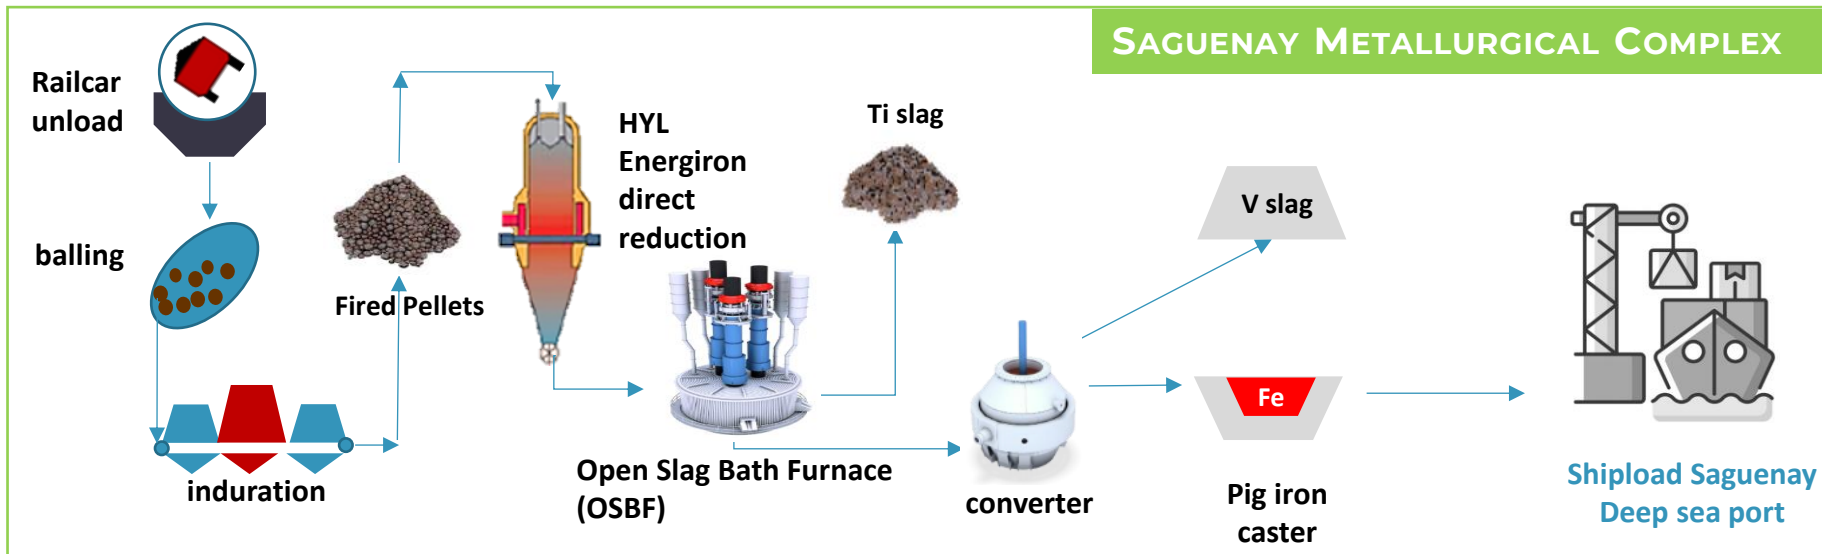 SAGUENAY METALLURGICAL COMPLEX
Railcar
unload
balling
induration
Fired Pellets
HYL
Energiron
direct
reduction
Ti slag
Open Slag Bath Furnace
(OSBF)
converter
V slag
Fe
Pig iron
caster
Shipload Saguenay
Deep sea port